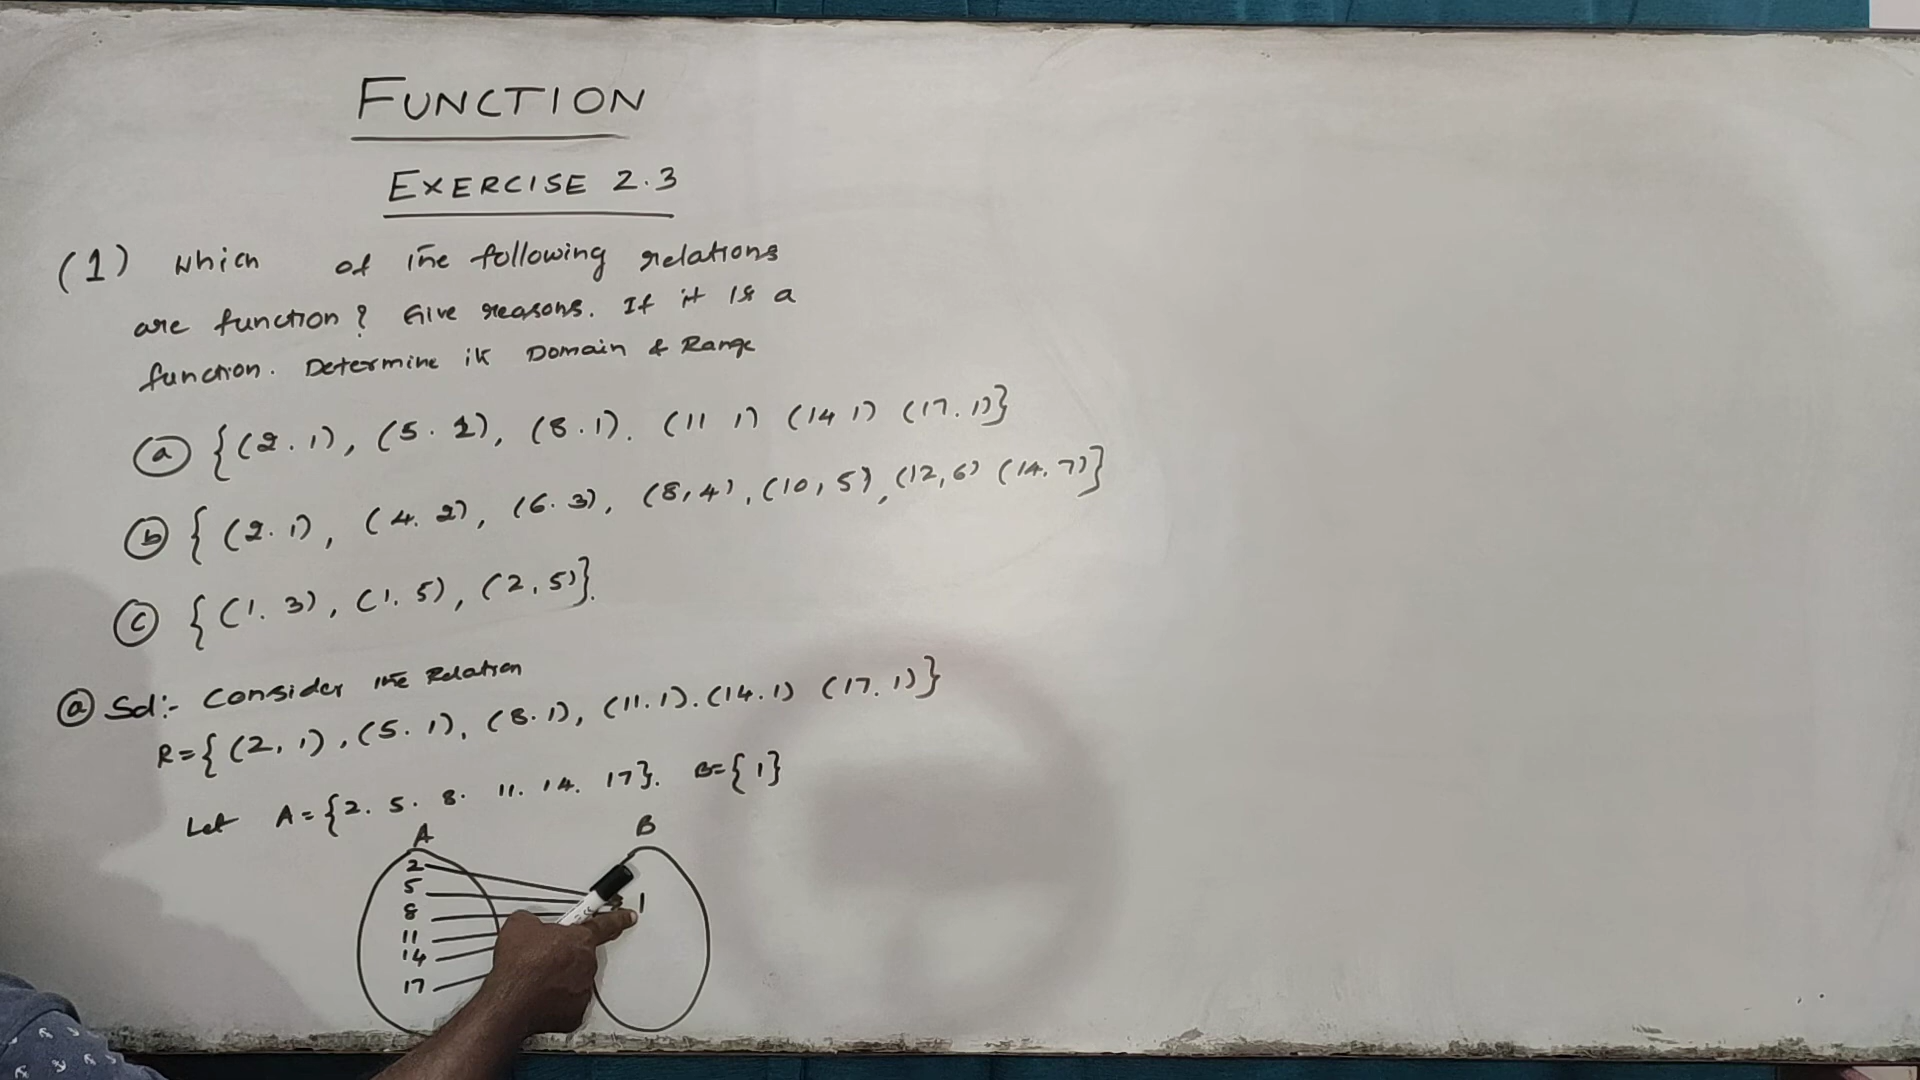 FUNCTION
EXERCISE 2.3
(1) Which of the following relations
are function? Give reasons. If it is a
function. Determine its Domain & Range
(a) {(2.1), (5.1), (8.1). (11 1) (14 1) (17.1)}
(b) {(2.1), (4.2), (6.3), (8,4), (10,5), (12,6) (14.7)}
(c) {(1.3), (1.5), (2,5)}.
(a) Sol:- Consider the Relation
R={(2,1),(5.1),(8.1),(11.1).(14.1) (17.1)}
Let A={2. 5. 8. 11. 14. 17}. B={1}
A B
2
5
8 1
11
14
17